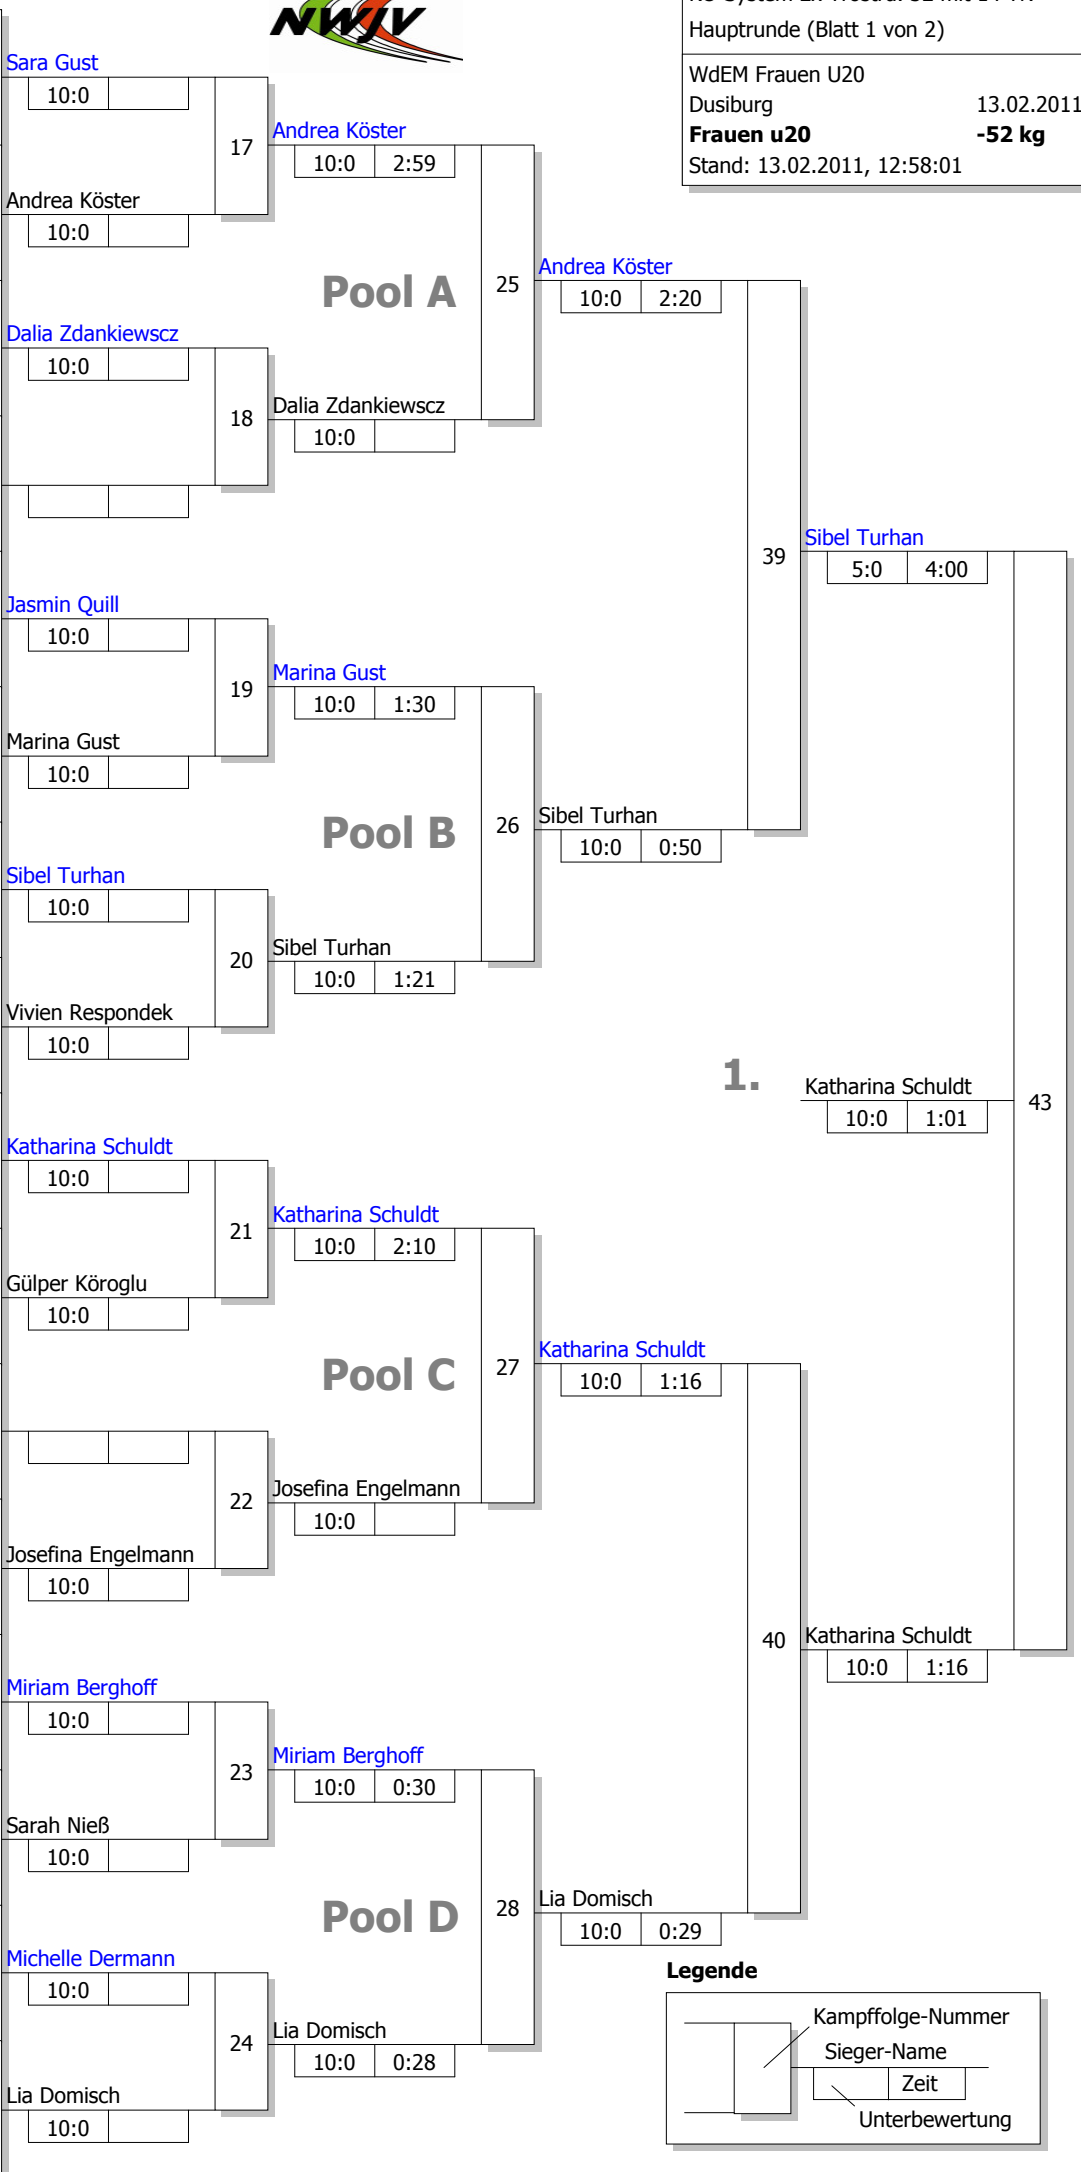 NWJV
Hauptrunde (Blatt 1 von 2)
WdEM Frauen U20
Dusiburg 13.02.2011
Frauen u20 -52 kg
Stand: 13.02.2011, 12:58:01
Sara Gust
10:0
17
Andrea Köster
10:0 2:59
Andrea Köster
10:0
Pool A
25
Andrea Köster
10:0 2:20
Dalia Zdankiewscz
10:0
18
Dalia Zdankiewscz
10:0
39
Sibel Turhan
5:0 4:00
Jasmin Quill
10:0
19
Marina Gust
10:0 1:30
Marina Gust
10:0
Pool B
26
Sibel Turhan
10:0 0:50
Sibel Turhan
10:0
20
Sibel Turhan
10:0 1:21
Vivien Respondek
10:0
1.
Katharina Schuldt
10:0 1:01
43
Katharina Schuldt
10:0
21
Katharina Schuldt
10:0 2:10
Gülper Köroglu
10:0
Pool C
27
Katharina Schuldt
10:0 1:16
22
Josefina Engelmann
10:0
Josefina Engelmann
10:0
40
Katharina Schuldt
10:0 1:16
Miriam Berghoff
10:0
23
Miriam Berghoff
10:0 0:30
Sarah Nieß
10:0
Pool D
28
Lia Domisch
10:0 0:29
Michelle Dermann
10:0
24
Lia Domisch
10:0 0:28
Lia Domisch
10:0
Legende
Kampffolge-Nummer
Sieger-Name
Zeit
Unterbewertung